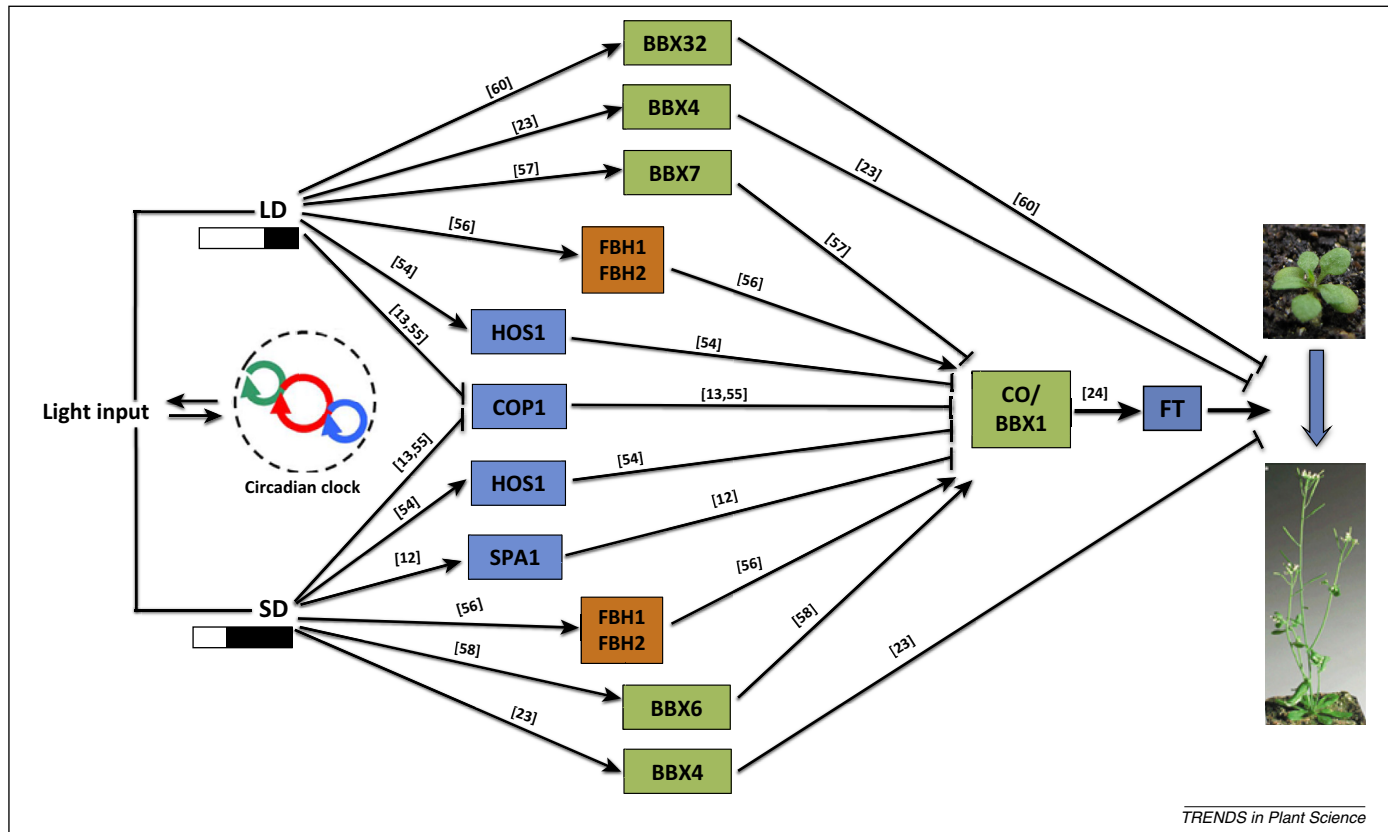 BBX32
[60]
BBX4
[23]
[23]
BBX7
[57]
[60]
LD
[56]
FBH1
FBH2
[57]
[54]
[56]
[13,55]
HOS1
[54]
Light input
COP1
[13,55]
CO/
BBX1
[24]
FT
[13,55]
Circadian clock
HOS1
[54]
[54]
SPA1
[12]
[12]
SD
[56]
FBH1
FBH2
[56]
[58]
[58]
BBX6
[23]
[23]
BBX4
TRENDS in Plant Science